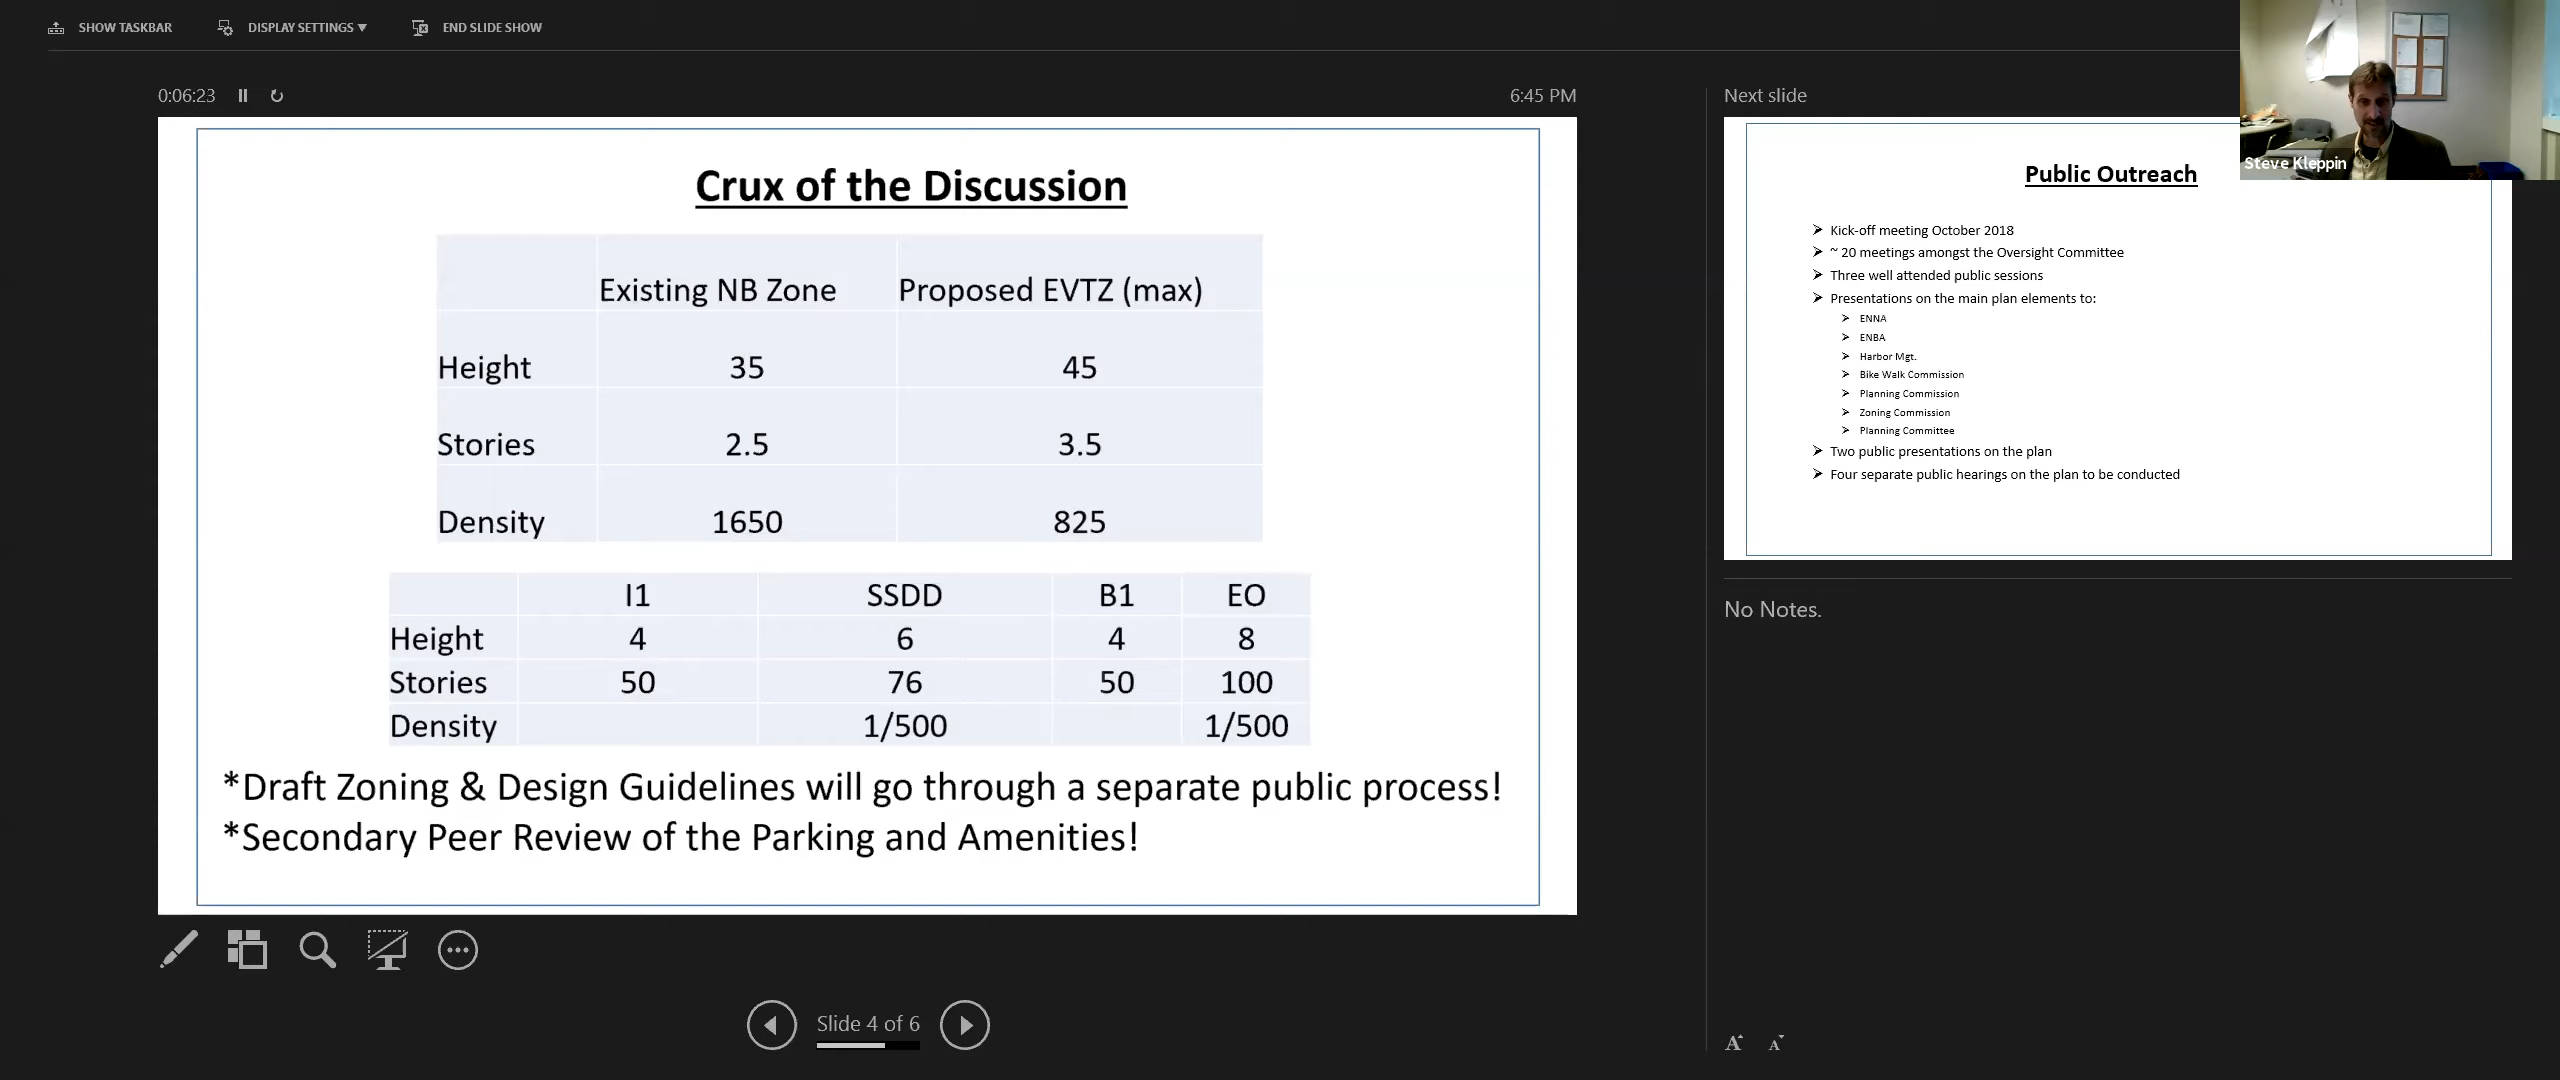 SHOW TASKBAR DISPLAY SETTINGS ▼ END SLIDE SHOW
0:06:23 6:45 PM
Crux of the Discussion
Existing NB Zone Proposed EVTZ (max)
Height 35 45
Stories 2.5 3.5
Density 1650 825
I1 SSDD B1 EO
Height 4 6 4 8
Stories 50 76 50 100
Density 1/500 1/500
*Draft Zoning & Design Guidelines will go through a separate public process!
*Secondary Peer Review of the Parking and Amenities!
Slide 4 of 6
Next slide
Steve Kleppin
Public Outreach
➢ Kick-off meeting October 2018
➢ ~ 20 meetings amongst the Oversight Committee
➢ Three well attended public sessions
➢ Presentations on the main plan elements to:
➢ ENNA
➢ ENBA
➢ Harbor Mgt.
➢ Bike Walk Commission
➢ Planning Commission
➢ Zoning Commission
➢ Planning Committee
➢ Two public presentations on the plan
➢ Four separate public hearings on the plan to be conducted
No Notes.
A A